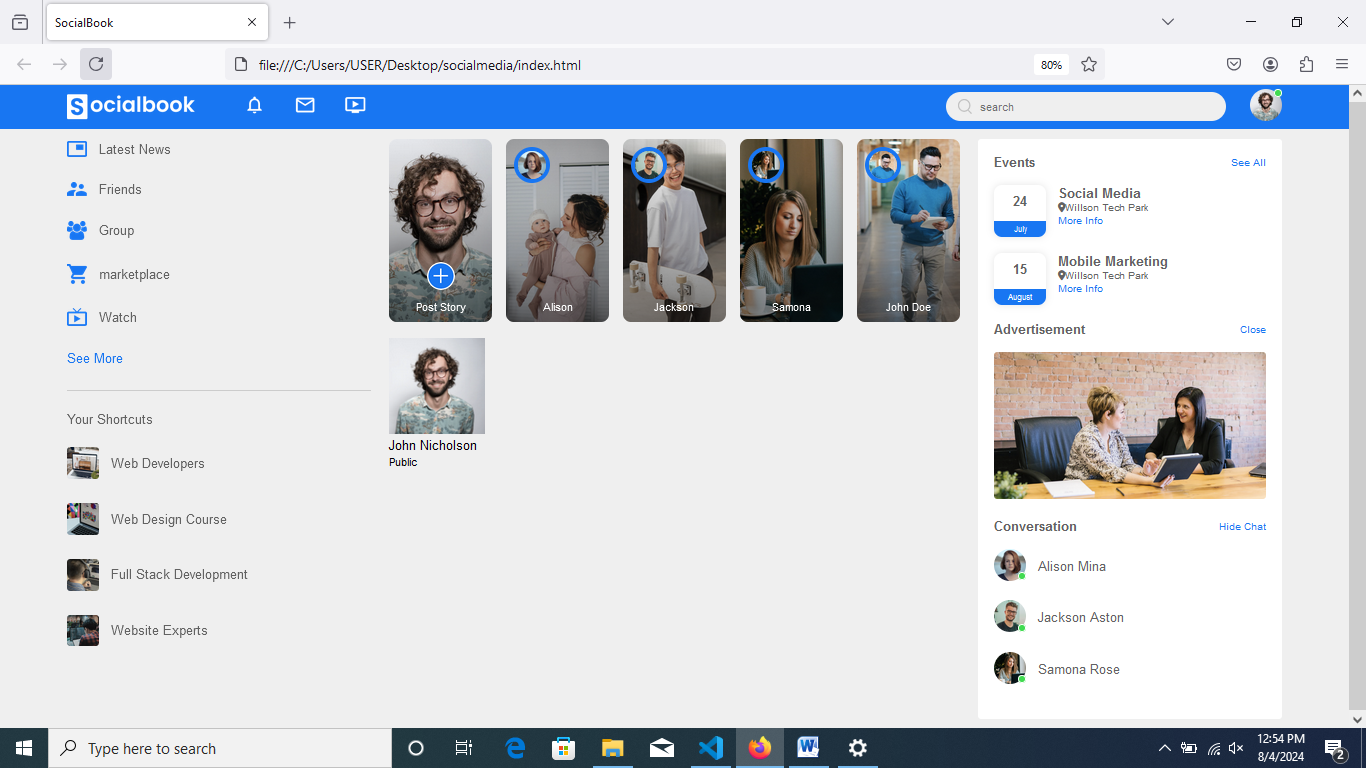 SocialBook
file:///C:/Users/USER/Desktop/socialmedia/index.html
80%
Socialbook
search
Latest News
Friends
Group
marketplace
Watch
See More
Your Shortcuts
Web Developers
Web Design Course
Full Stack Development
Website Experts
Post Story
Alison
Jackson
Samona
John Doe
John Nicholson
Public
Events
See All
24
July
Social Media
Willson Tech Park
More Info
15
August
Mobile Marketing
Willson Tech Park
More Info
Advertisement
Close
Conversation
Hide Chat
Alison Mina
Jackson Aston
Samona Rose
Type here to search
12:54 PM
8/4/2024
2